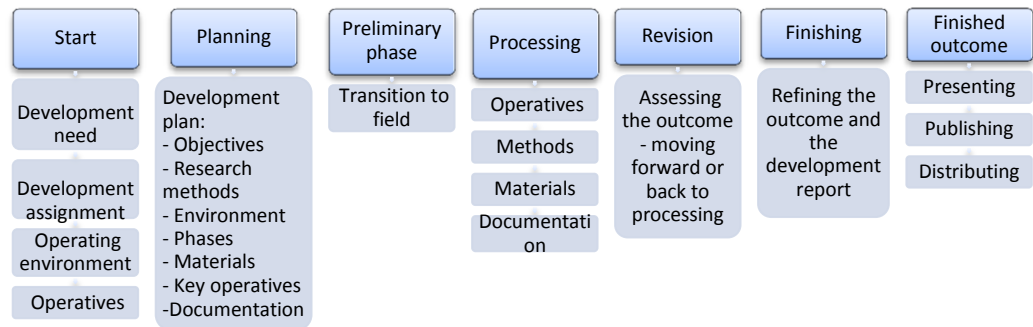 Start
Development
need
Development
assignment
Operating
environment
Operatives
Planning
Development
plan:
- Objectives
- Research
methods
- Environment
- Phases
- Materials
- Key operatives
-Documentation
Preliminary
phase
Transition to
field
Processing
Operatives
Methods
Materials
Documentati
on
Revision
Assessing
the outcome
- moving
forward or
back to
processing
Finishing
Refining the
outcome and
the
development
report
Finished
outcome
Presenting
Publishing
Distributing